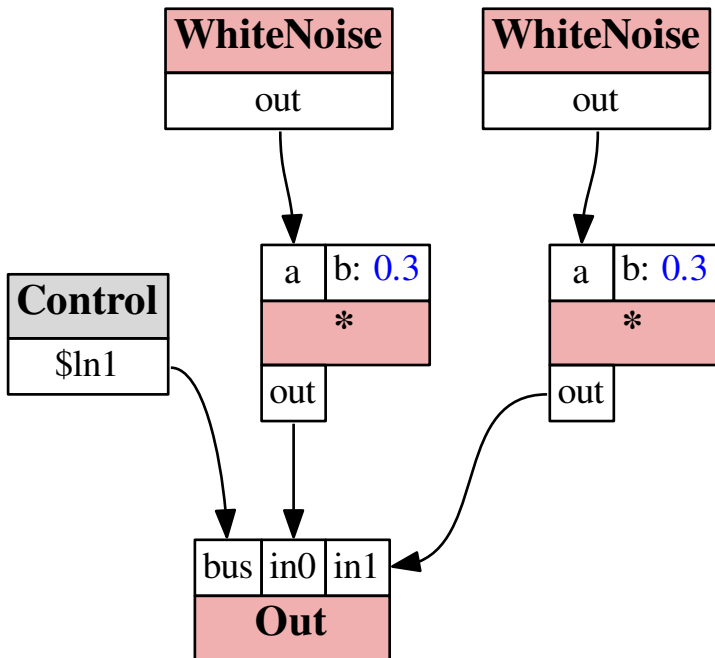 WhiteNoise
out
WhiteNoise
out
a b: 0.3
*
out
a b: 0.3
*
out
Control
$ln1
bus in0 in1
Out